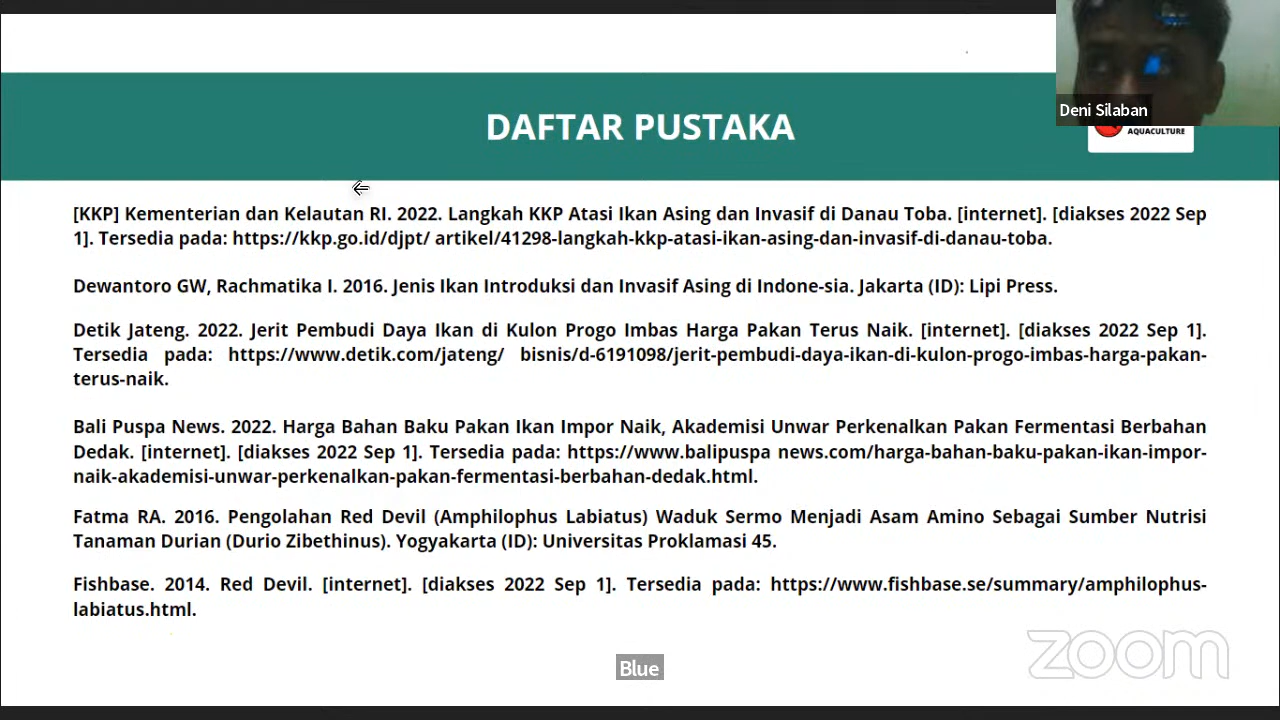 Deni Silaban
AQUACULTURE
DAFTAR PUSTAKA
[KKP] Kementerian dan Kelautan RI. 2022. Langkah KKP Atasi Ikan Asing dan Invasif di Danau Toba. [internet]. [diakses 2022 Sep
1]. Tersedia pada: https://kkp.go.id/djpt/ artikel/41298-langkah-kkp-atasi-ikan-asing-dan-invasif-di-danau-toba.
Dewantoro GW, Rachmatika I. 2016. Jenis Ikan Introduksi dan Invasif Asing di Indone-sia. Jakarta (ID): Lipi Press.
Detik Jateng. 2022. Jerit Pembudi Daya Ikan di Kulon Progo Imbas Harga Pakan Terus Naik. [internet]. [diakses 2022 Sep 1].
Tersedia pada: https://www.detik.com/jateng/ bisnis/d-6191098/jerit-pembudi-daya-ikan-di-kulon-progo-imbas-harga-pakan-
terus-naik.
Bali Puspa News. 2022. Harga Bahan Baku Pakan Ikan Impor Naik, Akademisi Unwar Perkenalkan Pakan Fermentasi Berbahan
Dedak. [internet]. [diakses 2022 Sep 1]. Tersedia pada: https://www.balipuspa news.com/harga-bahan-baku-pakan-ikan-impor-
naik-akademisi-unwar-perkenalkan-pakan-fermentasi-berbahan-dedak.html.
Fatma RA. 2016. Pengolahan Red Devil (Amphilophus Labiatus) Waduk Sermo Menjadi Asam Amino Sebagai Sumber Nutrisi
Tanaman Durian (Durio Zibethinus). Yogyakarta (ID): Universitas Proklamasi 45.
Fishbase. 2014. Red Devil. [internet]. [diakses 2022 Sep 1]. Tersedia pada: https://www.fishbase.se/summary/amphilophus-
labiatus.html.
zoom
Blue